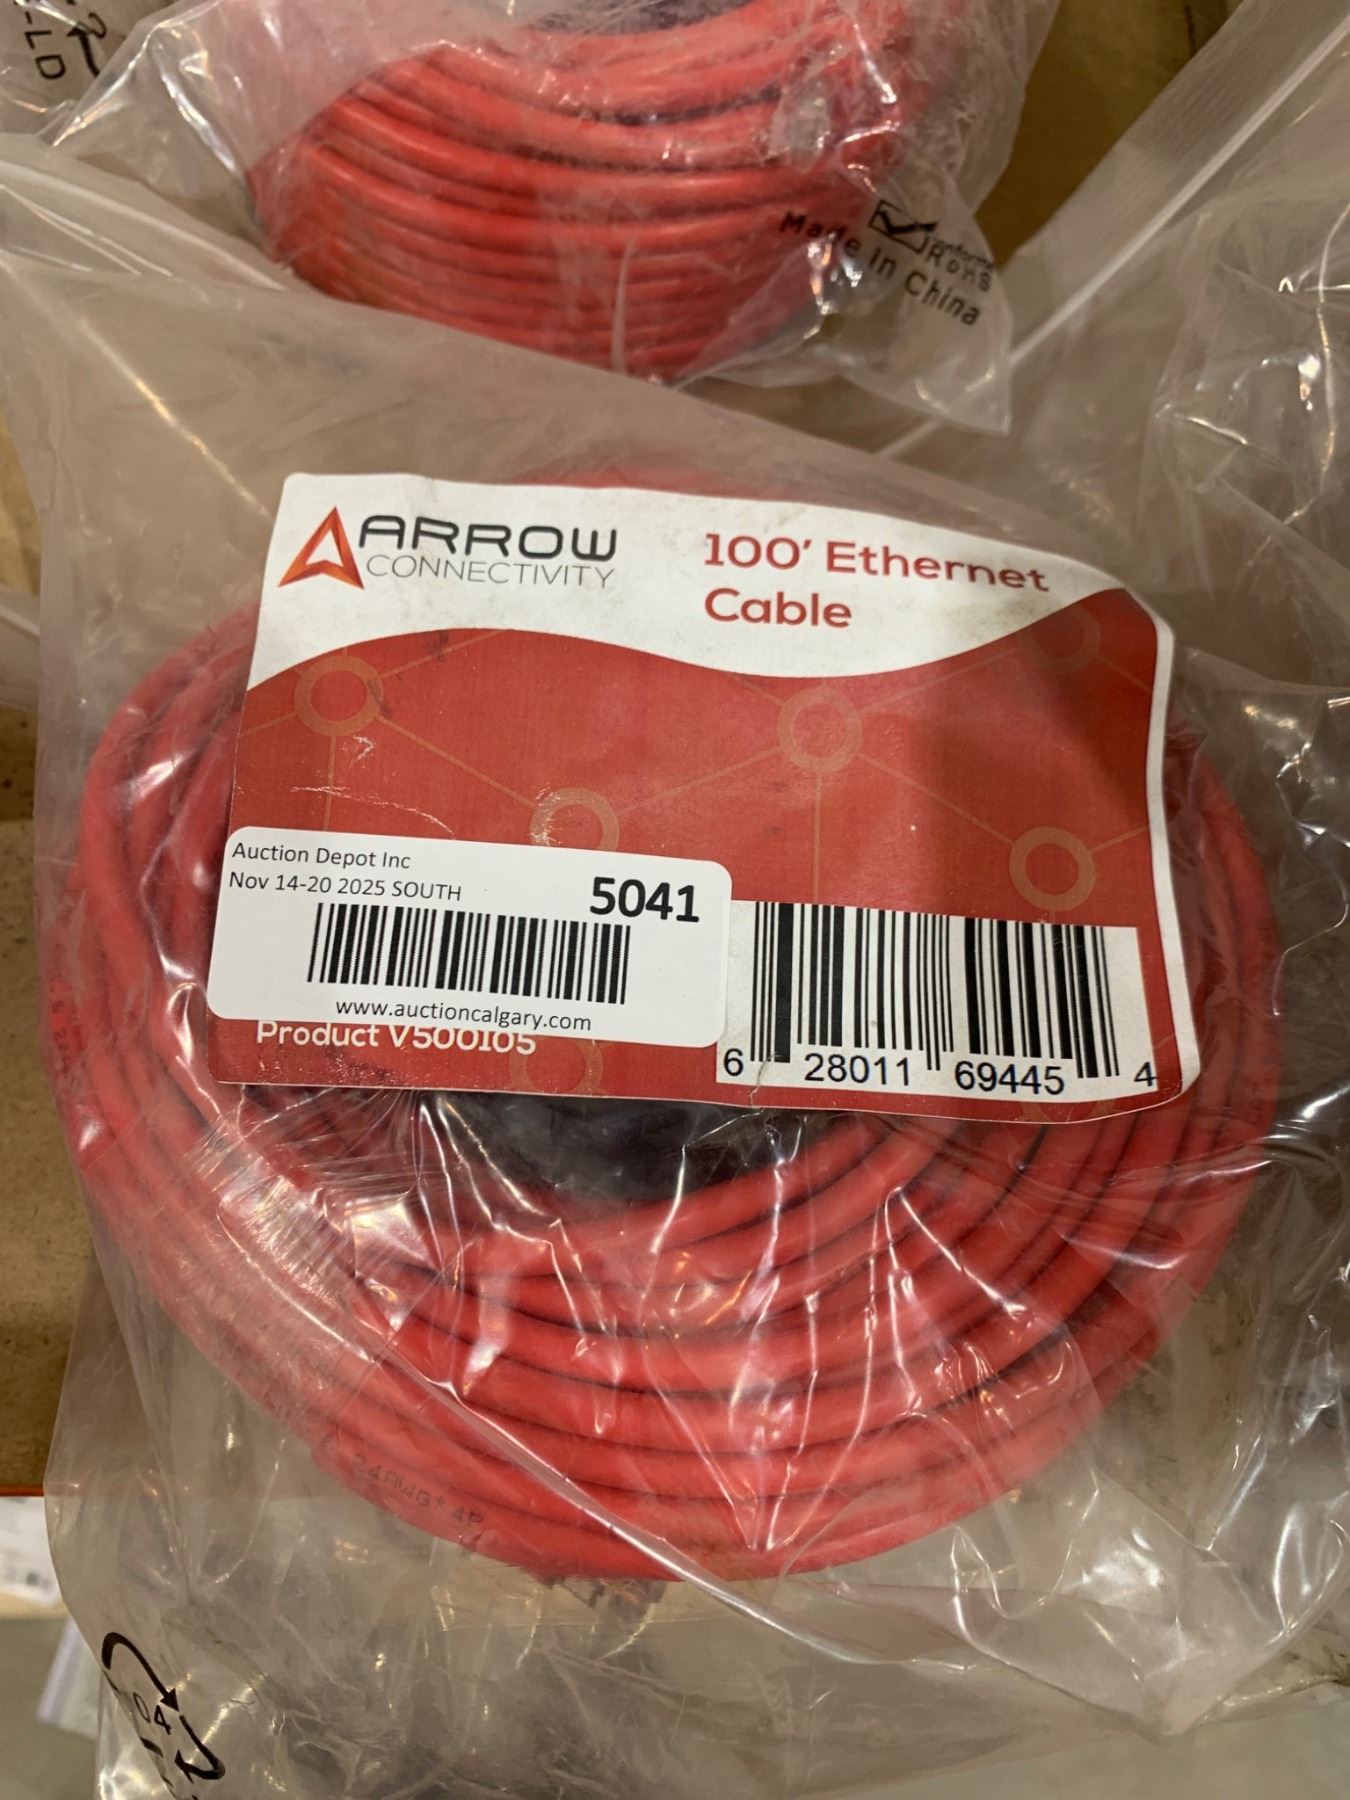 Made in China
RoHS
ARROW
CONNECTIVITY
100' Ethernet
Cable
Auction Depot Inc
Nov 14-20 2025 SOUTH
5041
www.auctioncalgary.com
Product V500105
6 28011 69445 4
24AWG*4P
04